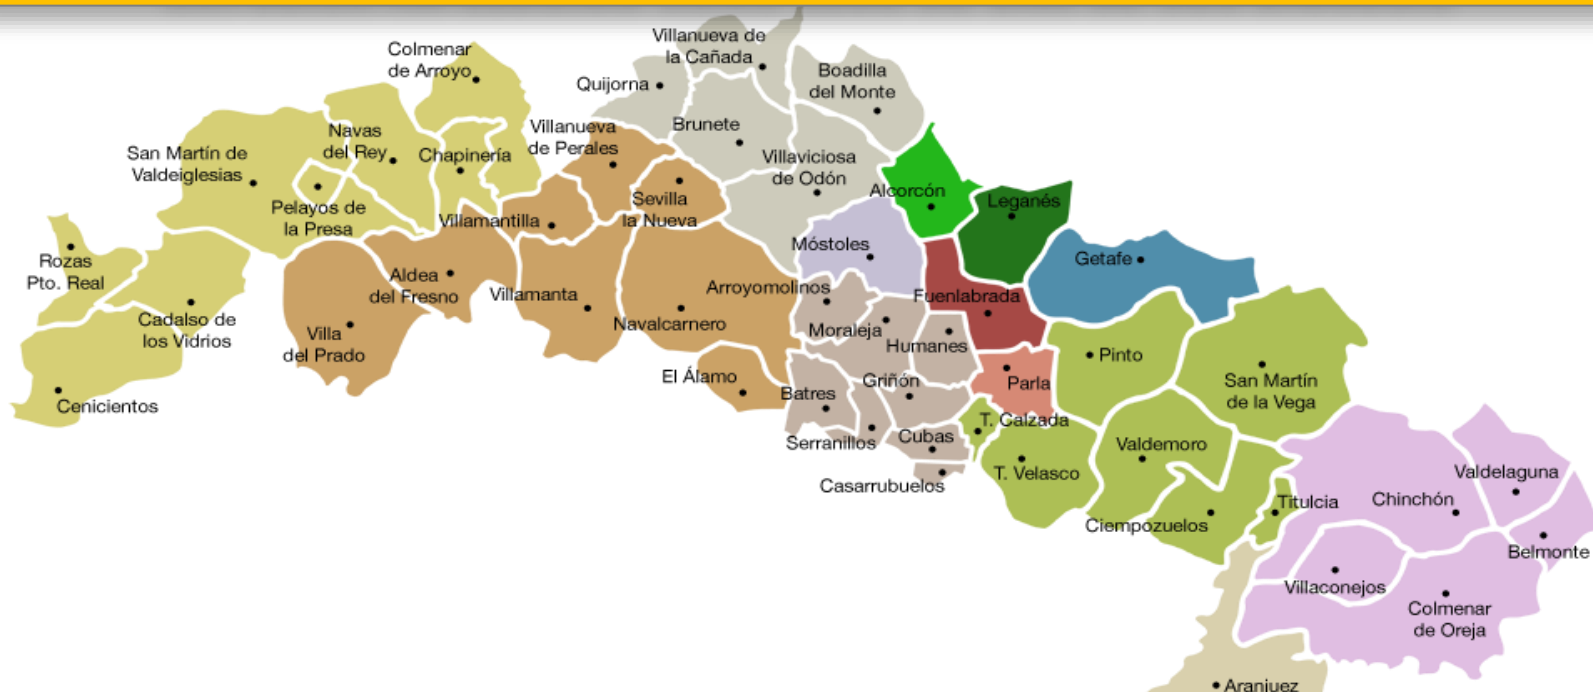 Villanueva de
la Cañada
Colmenar
de Arroyo
Quijorna
Boadilla
del Monte
Navas
del Rey
Chapinería
Villanueva
de Perales
Brunete
San Martín de
Valdeiglesias
Villaviciosa
de Odón
Alcorcón
Leganés
Pelayos de
la Presa
Villamantilla
Sevilla
la Nueva
Móstoles
Getafe
Rozas
Pto. Real
Aldea
del Fresno
Villamanta
Arroyomolinos
Fuenlabrada
Cadalso de
los Vidrios
Villa
del Prado
Navalcarnero
Moraleja
Humanes
Pinto
El Álamo
Batres
Griñón
Parla
San Martín
de la Vega
Cenicientos
Serranillos
Cubas
T. Calzada
Valdemoro
Casarrubuelos
T. Velasco
Valdelaguna
Chinchón
Titulcia
Ciempozuelos
Belmonte
Villaconejos
Colmenar
de Oreja
Aranjuez